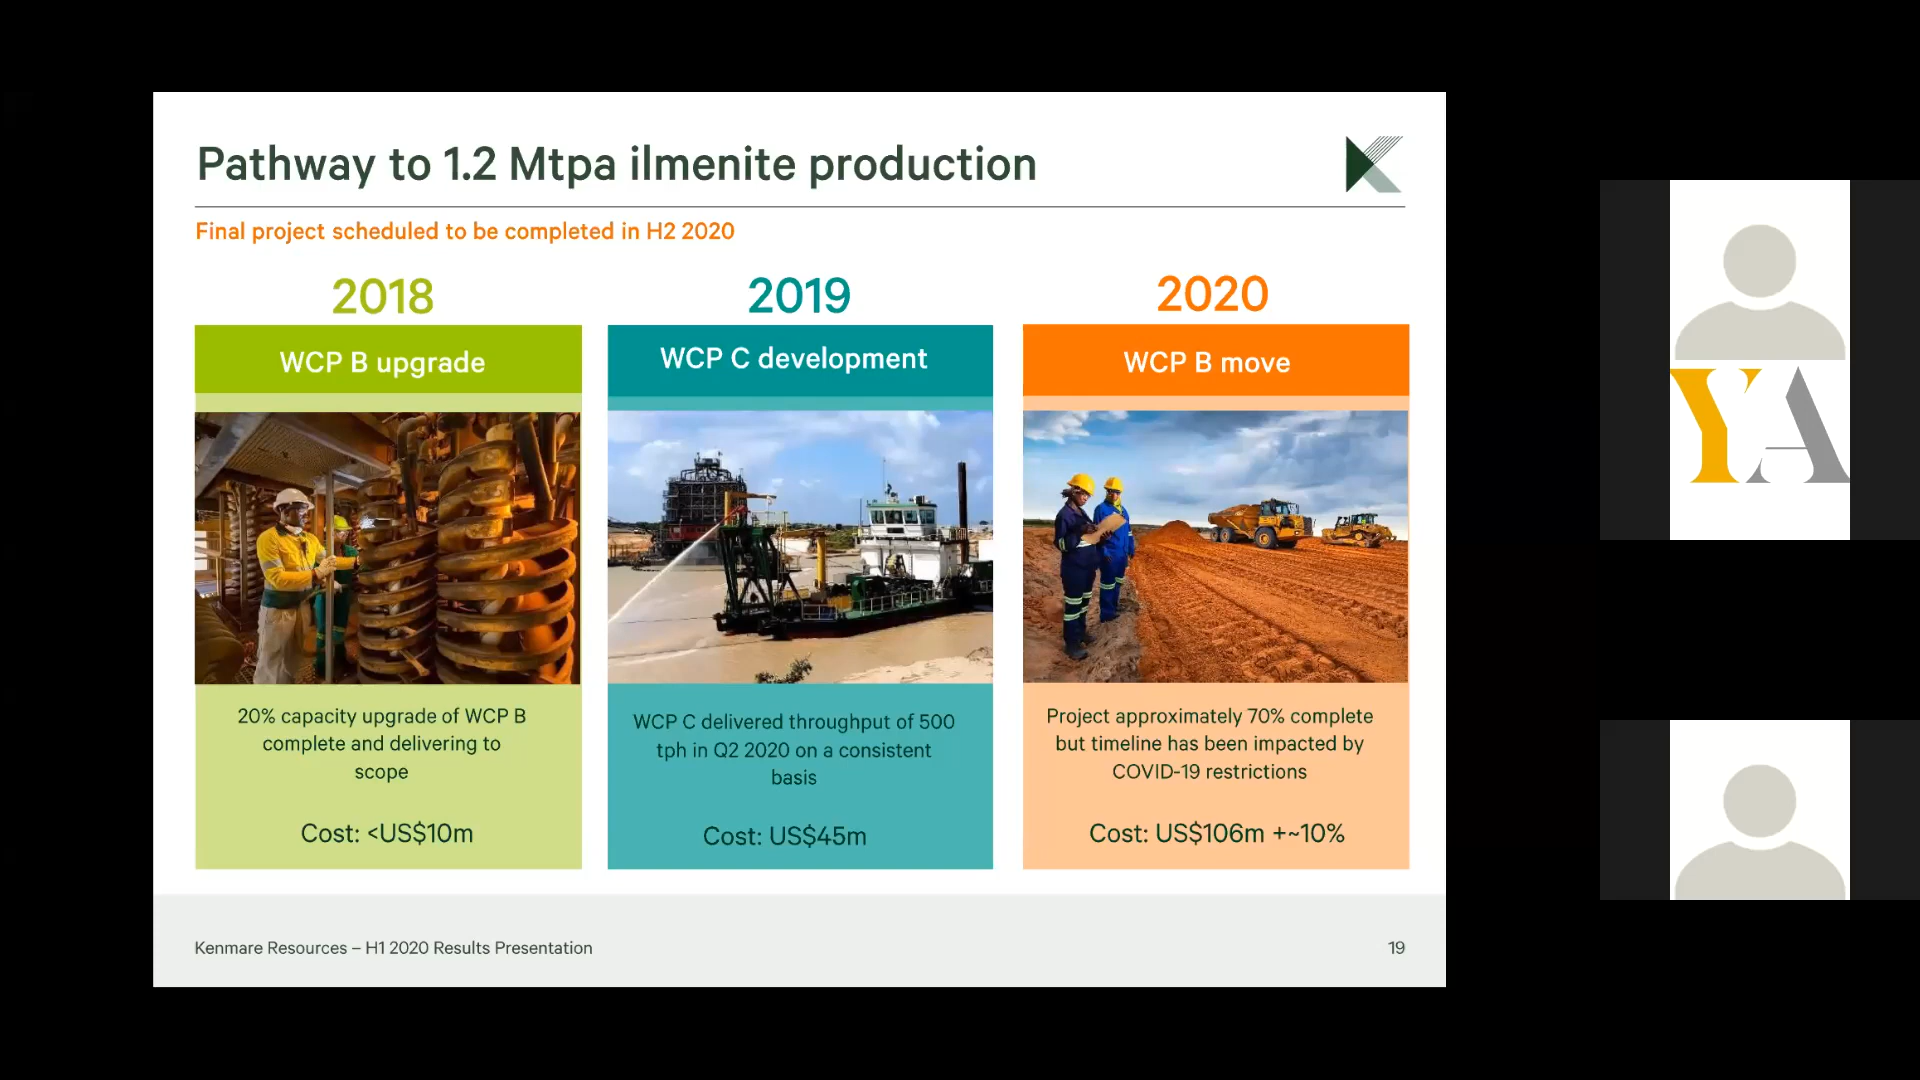 Pathway to 1.2 Mtpa ilmenite production
Final project scheduled to be completed in H2 2020
2018
WCP B upgrade
20% capacity upgrade of WCP B
complete and delivering to
scope
Cost: <US$10m
2019
WCP C development
WCP C delivered throughput of 500
tph in Q2 2020 on a consistent
basis
Cost: US$45m
2020
WCP B move
Project approximately 70% complete
but timeline has been impacted by
COVID-19 restrictions
Cost: US$106m +~10%
Kenmare Resources – H1 2020 Results Presentation
19
YA